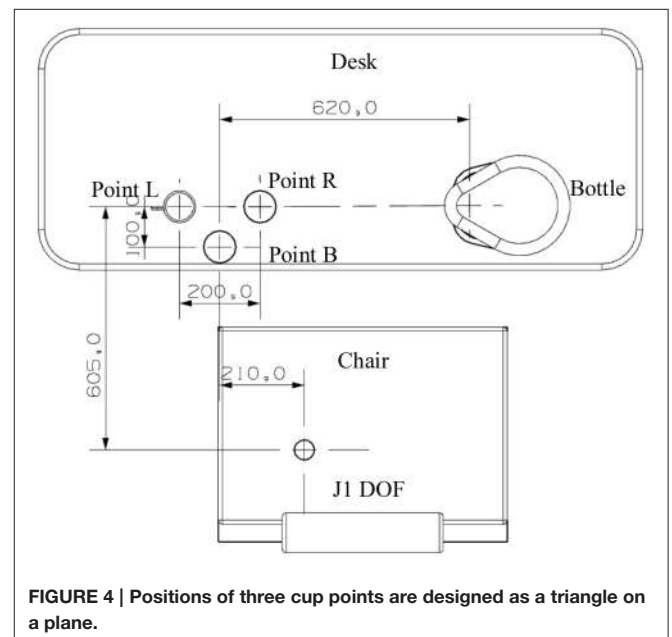 Desk
620,0
Point L
Point R
Bottle
100,0
Point B
200,0
605,0
Chair
210,0
J1 DOF
FIGURE 4 | Positions of three cup points are designed as a triangle on
a plane.